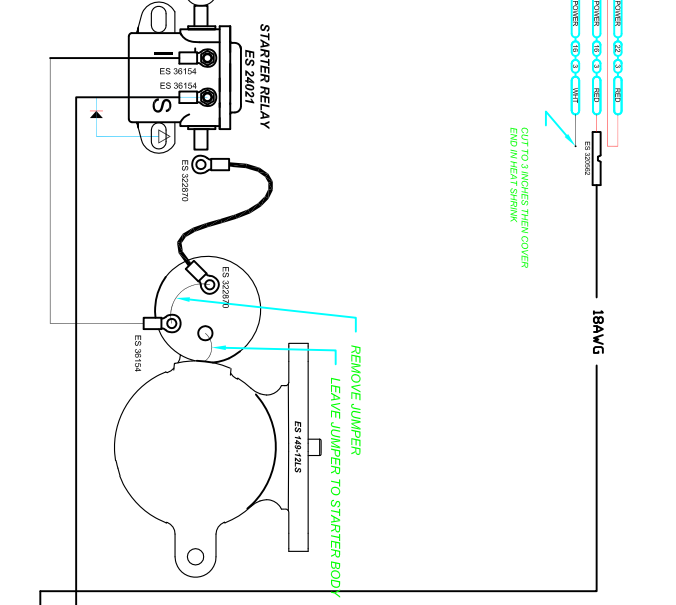 STARTER RELAY
ES 24021
I
ES 36154
ES 36154
S
ES 322870
ES 322870
ES 36154
REMOVE JUMPER
LEAVE JUMPER TO STARTER BODY
ES 149-12LS
POWER
16
3
WHT
POWER
16
3
RED
POWER
22
3
RED
ES 320562
CUT TO 3 INCHES THEN COVER
END IN HEAT SHRINK
18AWG